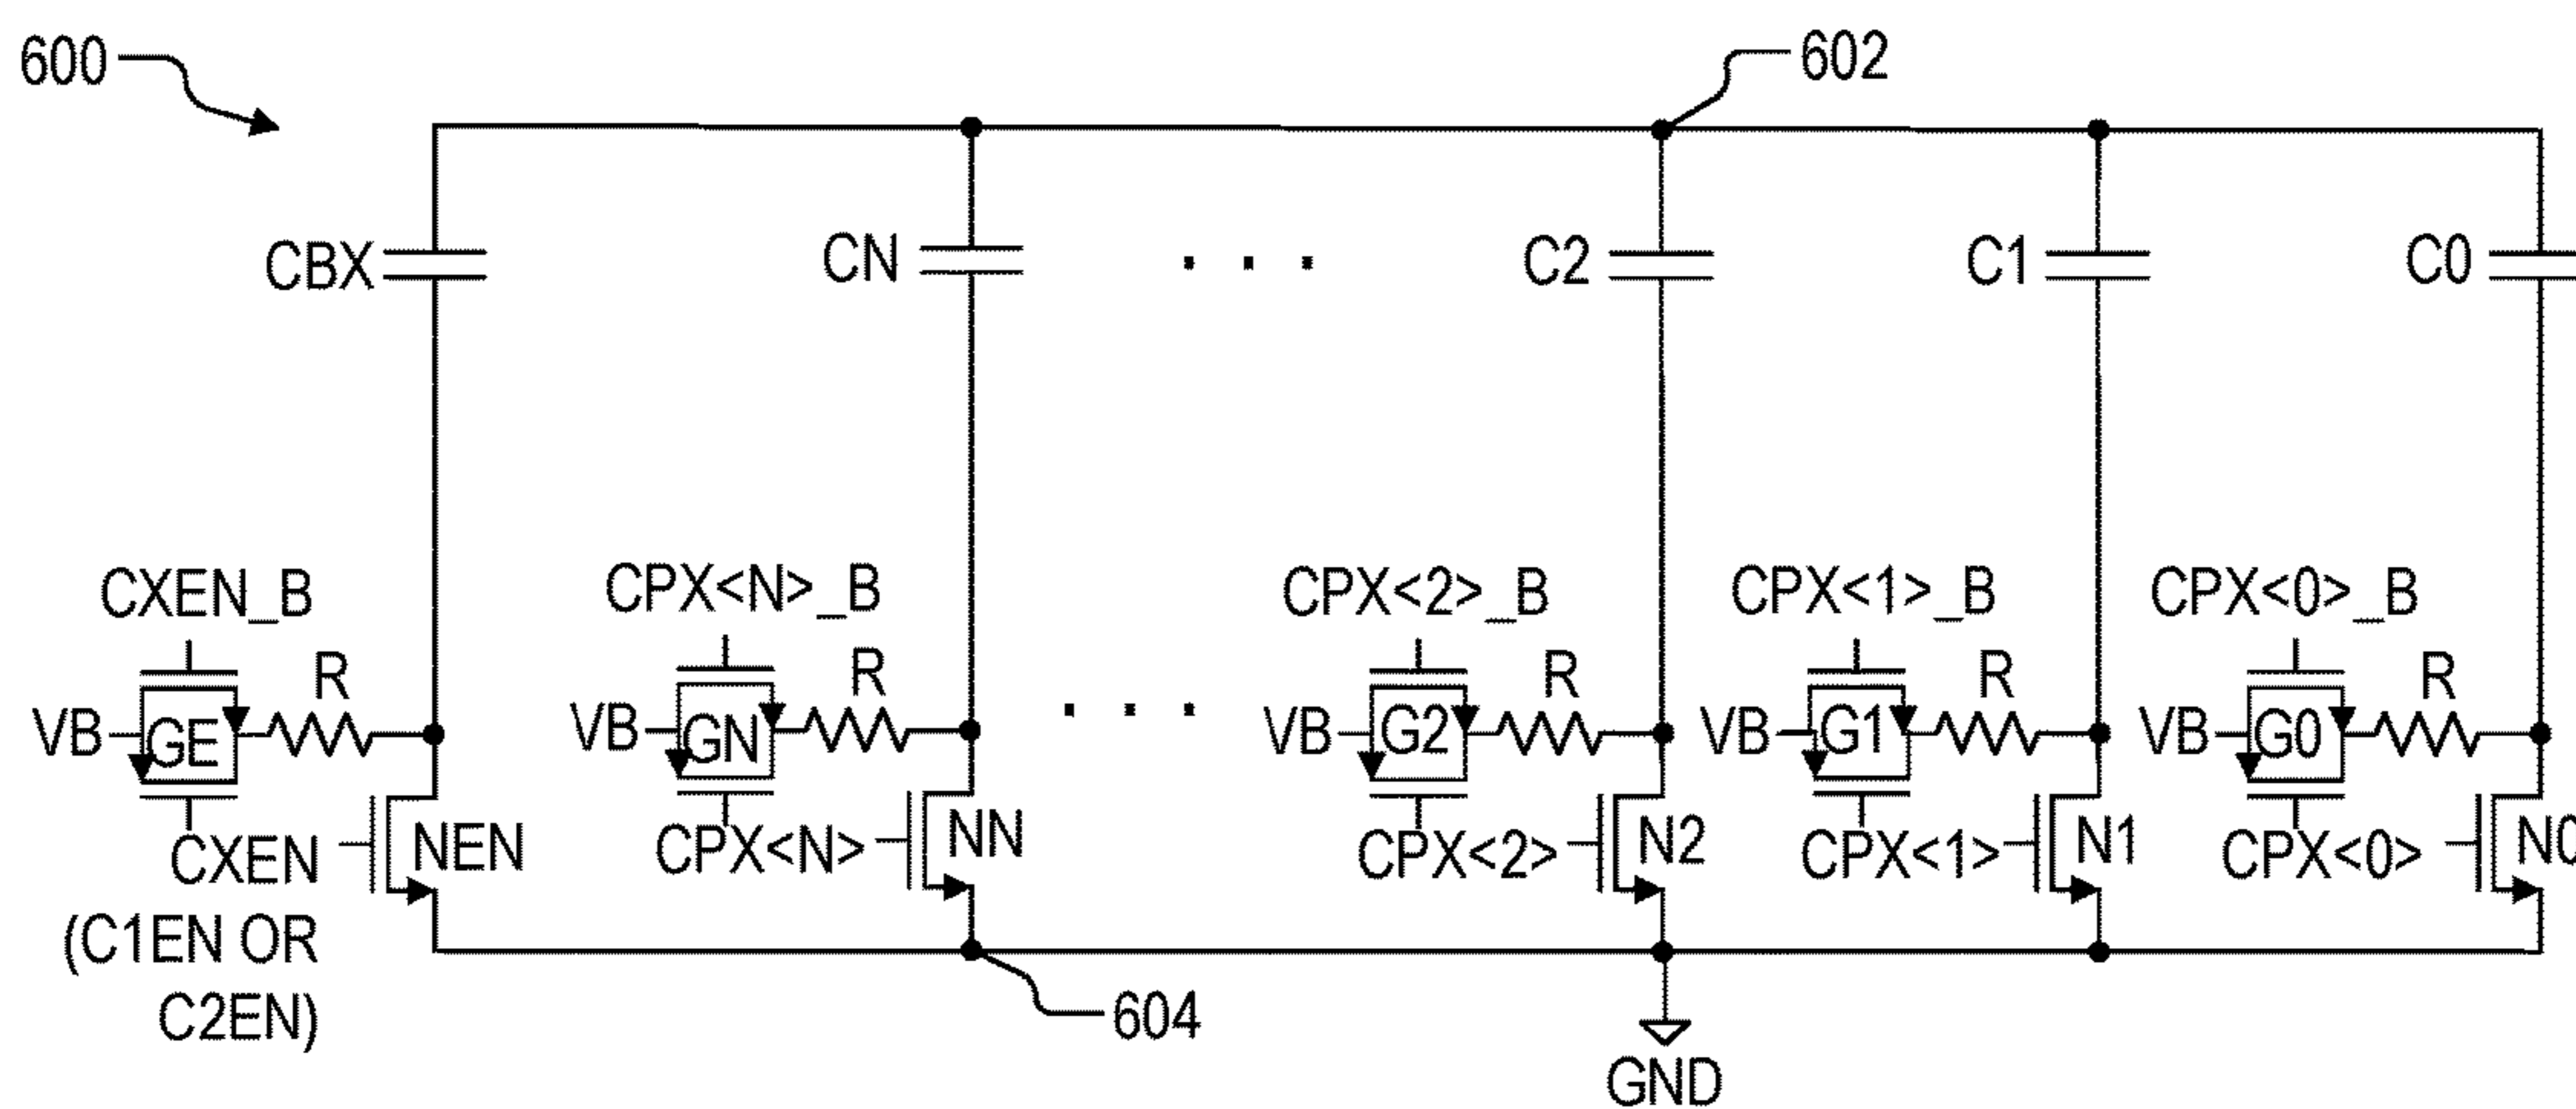 600
602
CBX
CN
C2
C1
C0
CXEN_B
CPX<N>_B
CPX<2>_B
CPX<1>_B
CPX<0>_B
R
R
R
R
R
VB
GE
VB
GN
VB
G2
VB
G1
VB
G0
CXEN
NEN
CPX<N>
NN
CPX<2>
N2
CPX<1>
N1
CPX<0>
N0
(C1EN OR
C2EN)
604
GND